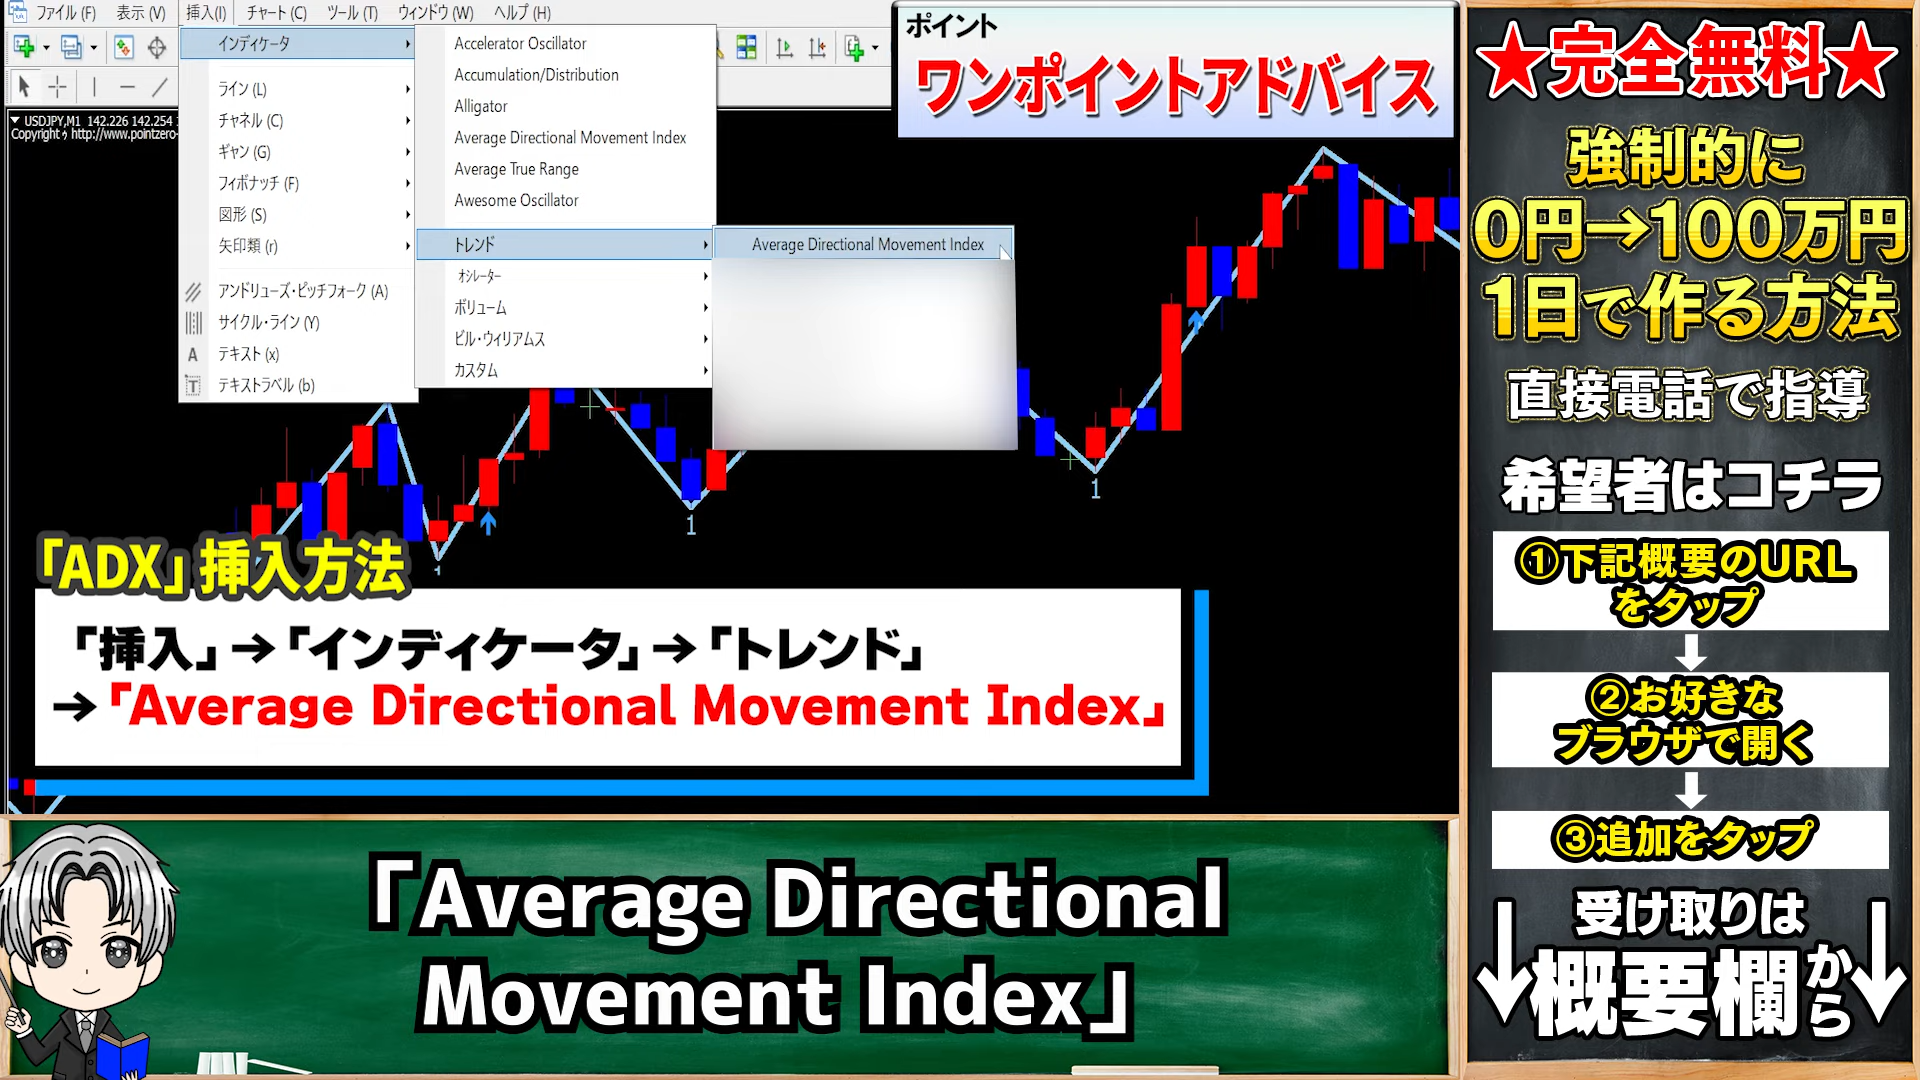 ファイル (F) 表示 (V) 挿入(I) チャート (C) ツール (T) ウィンドウ (W) ヘルプ (H)
インディケータ
ライン (L)
チャネル (C)
ギャン (G)
フィボナッチ (F)
図形 (S)
矢印類 (r)
アンドリューズ・ピッチフォーク (A)
サイクル・ライン (Y)
テキスト (x)
テキストラベル (b)
Accelerator Oscillator
Accumulation/Distribution
Alligator
Average Directional Movement Index
Average True Range
Awesome Oscillator
トレンド
オシレーター
ボリューム
ビル・ウィリアムス
カスタム
Average Directional Movement Index
USDJPY,M1 142.226 142.254
http://www.pointzero-
1
1
1
ポイント
ワンポイントアドバイス
「ADX」挿入方法
「挿入」→「インディケータ」→「トレンド」
→「Average Directional Movement Index」
「Average Directional
Movement Index」
★完全無料★
強制的に
0円→100万円
1日で作る方法
直接電話で指導
希望者はコチラ
①下記概要のURL
をタップ
②お好きな
ブラウザで開く
③追加をタップ
受け取りは
概要欄から